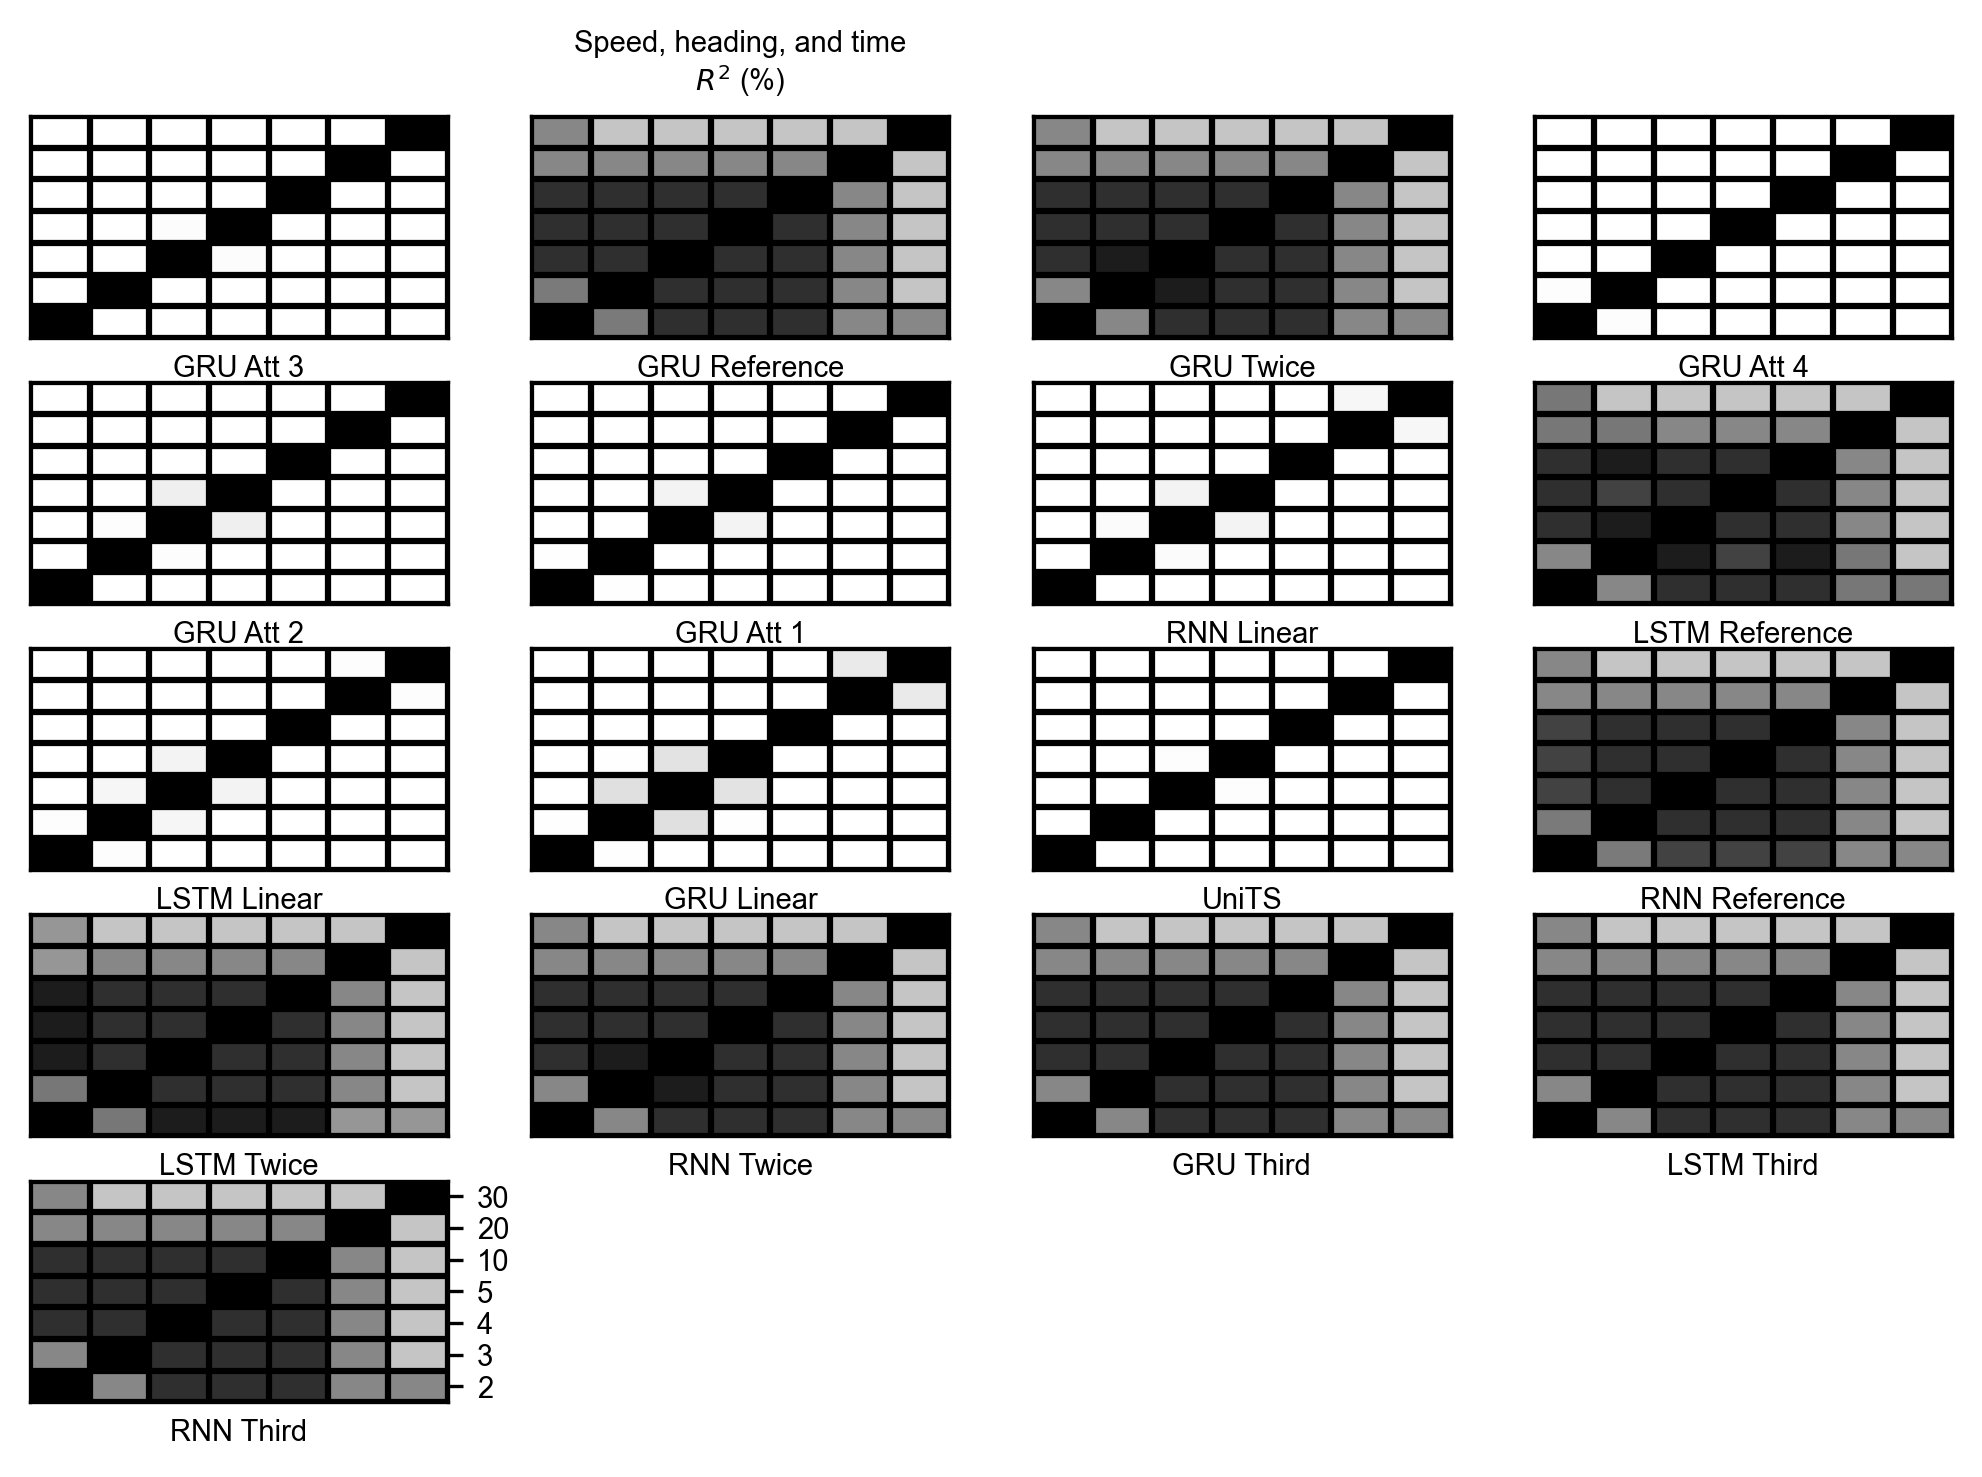 Speed, heading, and time
R² (%)
GRU Att 3
GRU Reference
GRU Twice
GRU Att 4
GRU Att 2
GRU Att 1
RNN Linear
LSTM Reference
LSTM Linear
GRU Linear
UniTS
RNN Reference
LSTM Twice
RNN Twice
GRU Third
LSTM Third
30
20
10
5
4
3
2
RNN Third